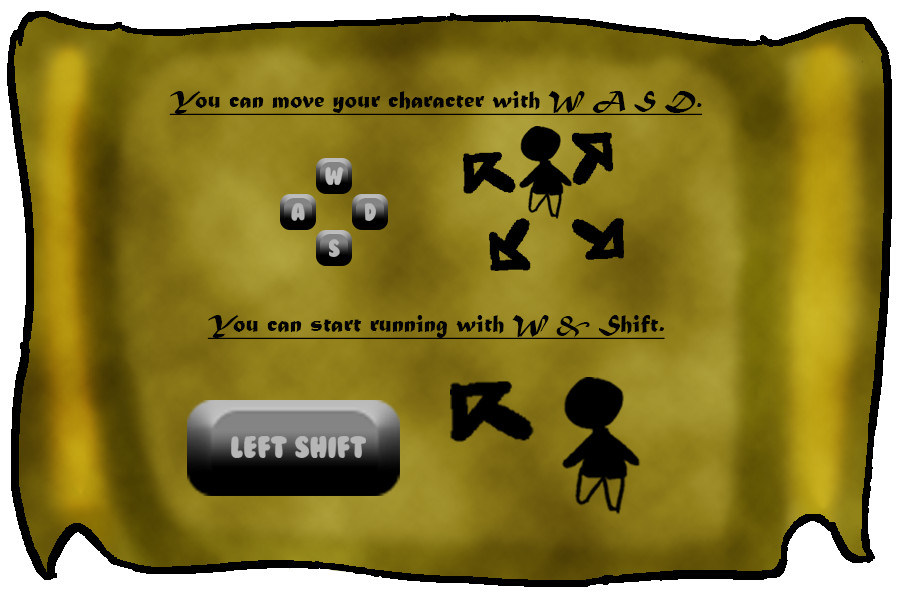 You can move your character with W A S D.
W
A D
S
You can start running with W & Shift.
LEFT SHIFT